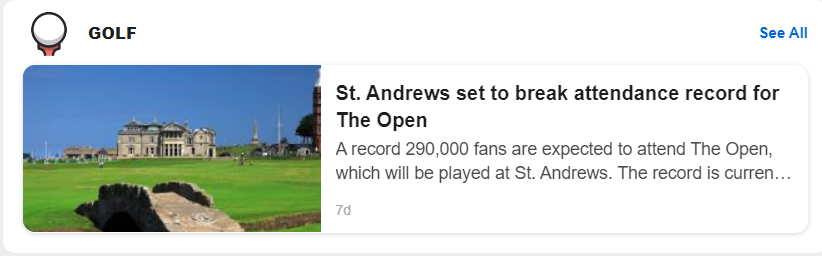 GOLF
See All
St. Andrews set to break attendance record for
The Open
A record 290,000 fans are expected to attend The Open,
which will be played at St. Andrews. The record is curren…
7d